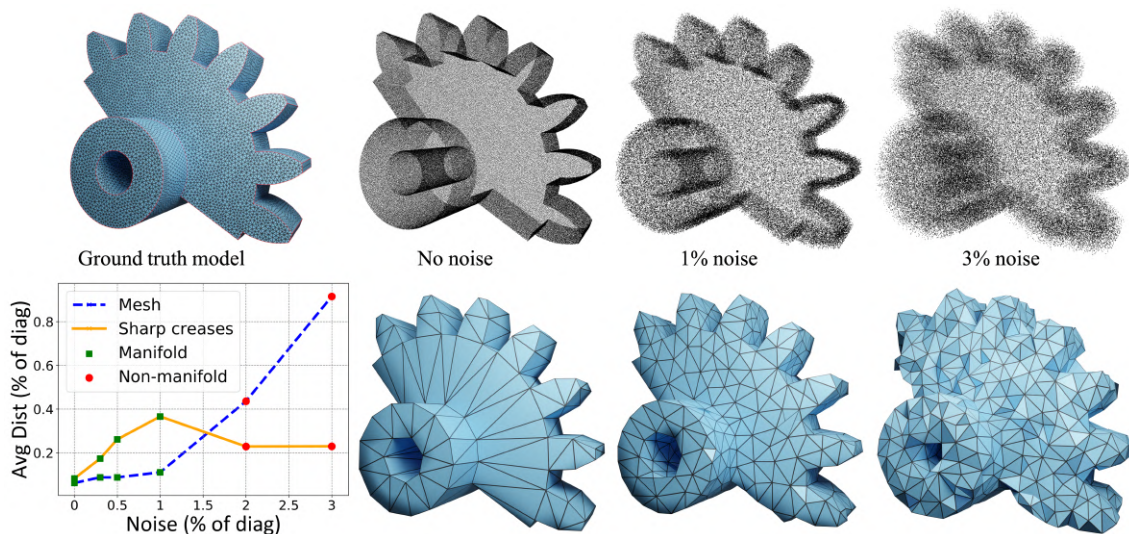 Ground truth model
No noise
1% noise
3% noise
Mesh
Sharp creases
Manifold
Non-manifold
Avg Dist (% of diag)
0.8
0.6
0.4
0.2
0 0.5 1 1.5 2 2.5 3
Noise (% of diag)